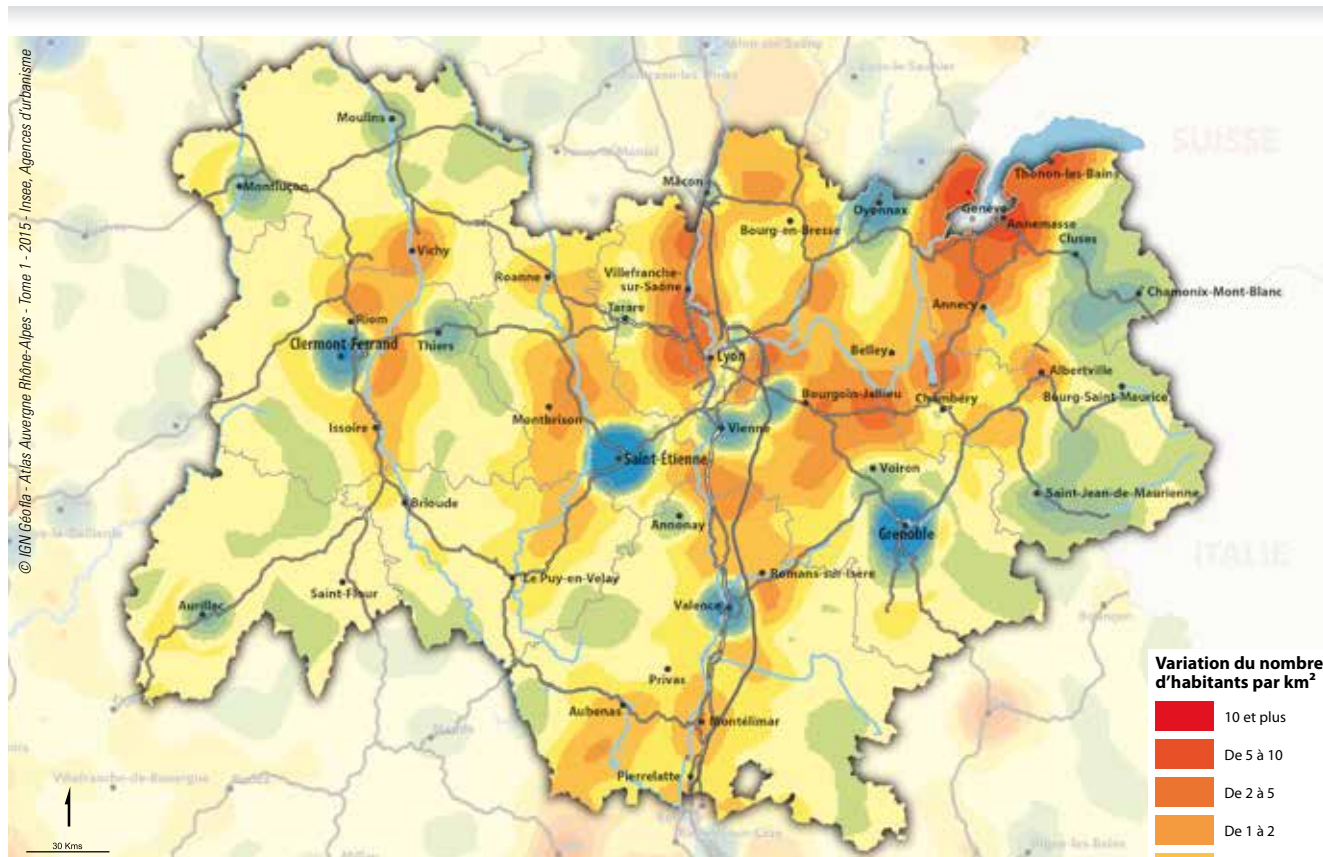 © IGN Géofla - Atlas Auvergne Rhône-Alpes - Tome 1 - 2015 - Insee, Agences d'urbanisme
SUISSE
Moulins
Montluçon
Mâcon
Thonon-les-Bains
Oyonnax
Genève
Annemasse
Bourg-en-Bresse
Cluses
Vichy
Roanne
Villefranche-
sur-Saône
Chamonix-Mont-Blanc
Annecy
Tarare
Riom
Clermont-Ferrand
Thiers
Lyon
Belley
Albertville
Bourg-Saint-Maurice
Bourgoin-Jallieu
Chambéry
Montbrison
Issoire
Vienne
Saint-Étienne
Voiron
Saint-Jean-de-Maurienne
Brioude
Annonay
Grenoble
ITALIE
Le Puy-en-Velay
Romans-sur-Isère
Saint-Flour
Aurillac
Valence
Privas
Aubenas
Montélimar
Pierrelatte
Villefranche-de-Rouergue
30 Kms
Variation du nombre
d'habitants par km²
10 et plus
De 5 à 10
De 2 à 5
De 1 à 2